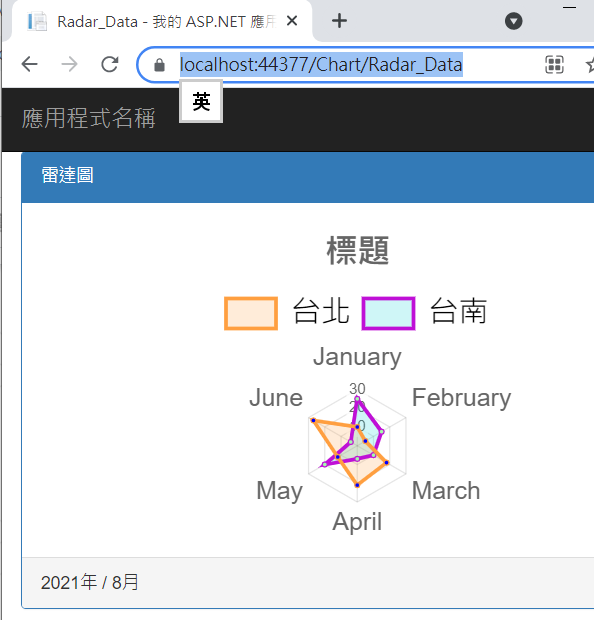 Radar_Data - 我的 ASP.NET 應用
localhost:44377/Chart/Radar_Data
英
應用程式名稱
雷達圖
標題
台北 台南
January
June
30
February
20
0
May
March
April
2021年 / 8月